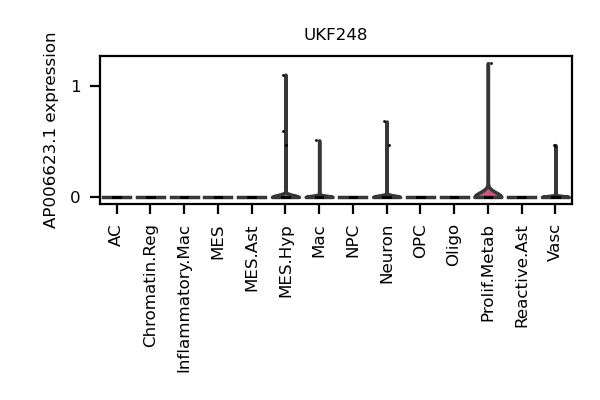 UKF248
AP006623.1 expression
1
0
AC
Chromatin.Reg
Inflammatory.Mac
MES
MES.Ast
MES.Hyp
Mac
NPC
Neuron
OPC
Oligo
Prolif.Metab
Reactive.Ast
Vasc